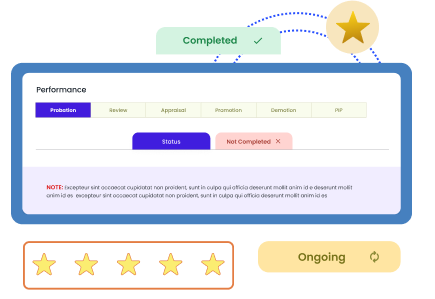 Completed
Performance
Probation Review Appraisal Promotion Demotion PIP
Status Not Completed
NOTE: Excepteur sint occaecat cupidatat non proident, sunt in culpa qui officia deserunt mollit anim id e deserunt mollit
anim id es excepteur sint occaecat cupidatat non proident, sunt in culpa qui officia deserunt mollit anim id es
Ongoing